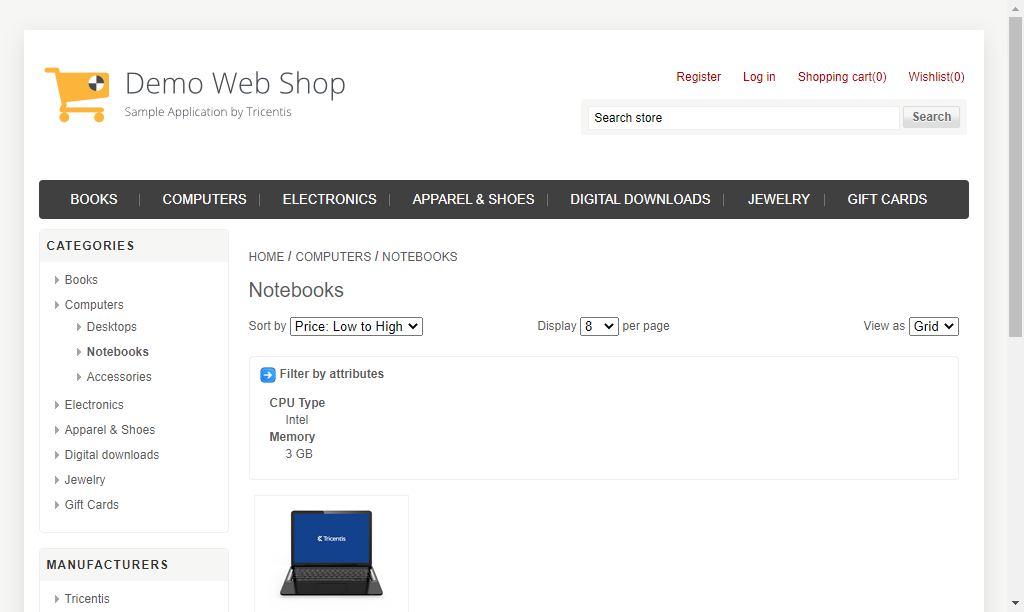 Demo Web Shop
Sample Application by Tricentis
Register Log in Shopping cart(0) Wishlist(0)
Search store Search
BOOKS COMPUTERS ELECTRONICS APPAREL & SHOES DIGITAL DOWNLOADS JEWELRY GIFT CARDS
CATEGORIES
Books
Computers
Desktops
Notebooks
Accessories
Electronics
Apparel & Shoes
Digital downloads
Jewelry
Gift Cards
MANUFACTURERS
Tricentis
HOME / COMPUTERS / NOTEBOOKS
Notebooks
Sort by Price: Low to High Display 8 per page View as Grid
Filter by attributes
CPU Type
Intel
Memory
3 GB
Tricentis